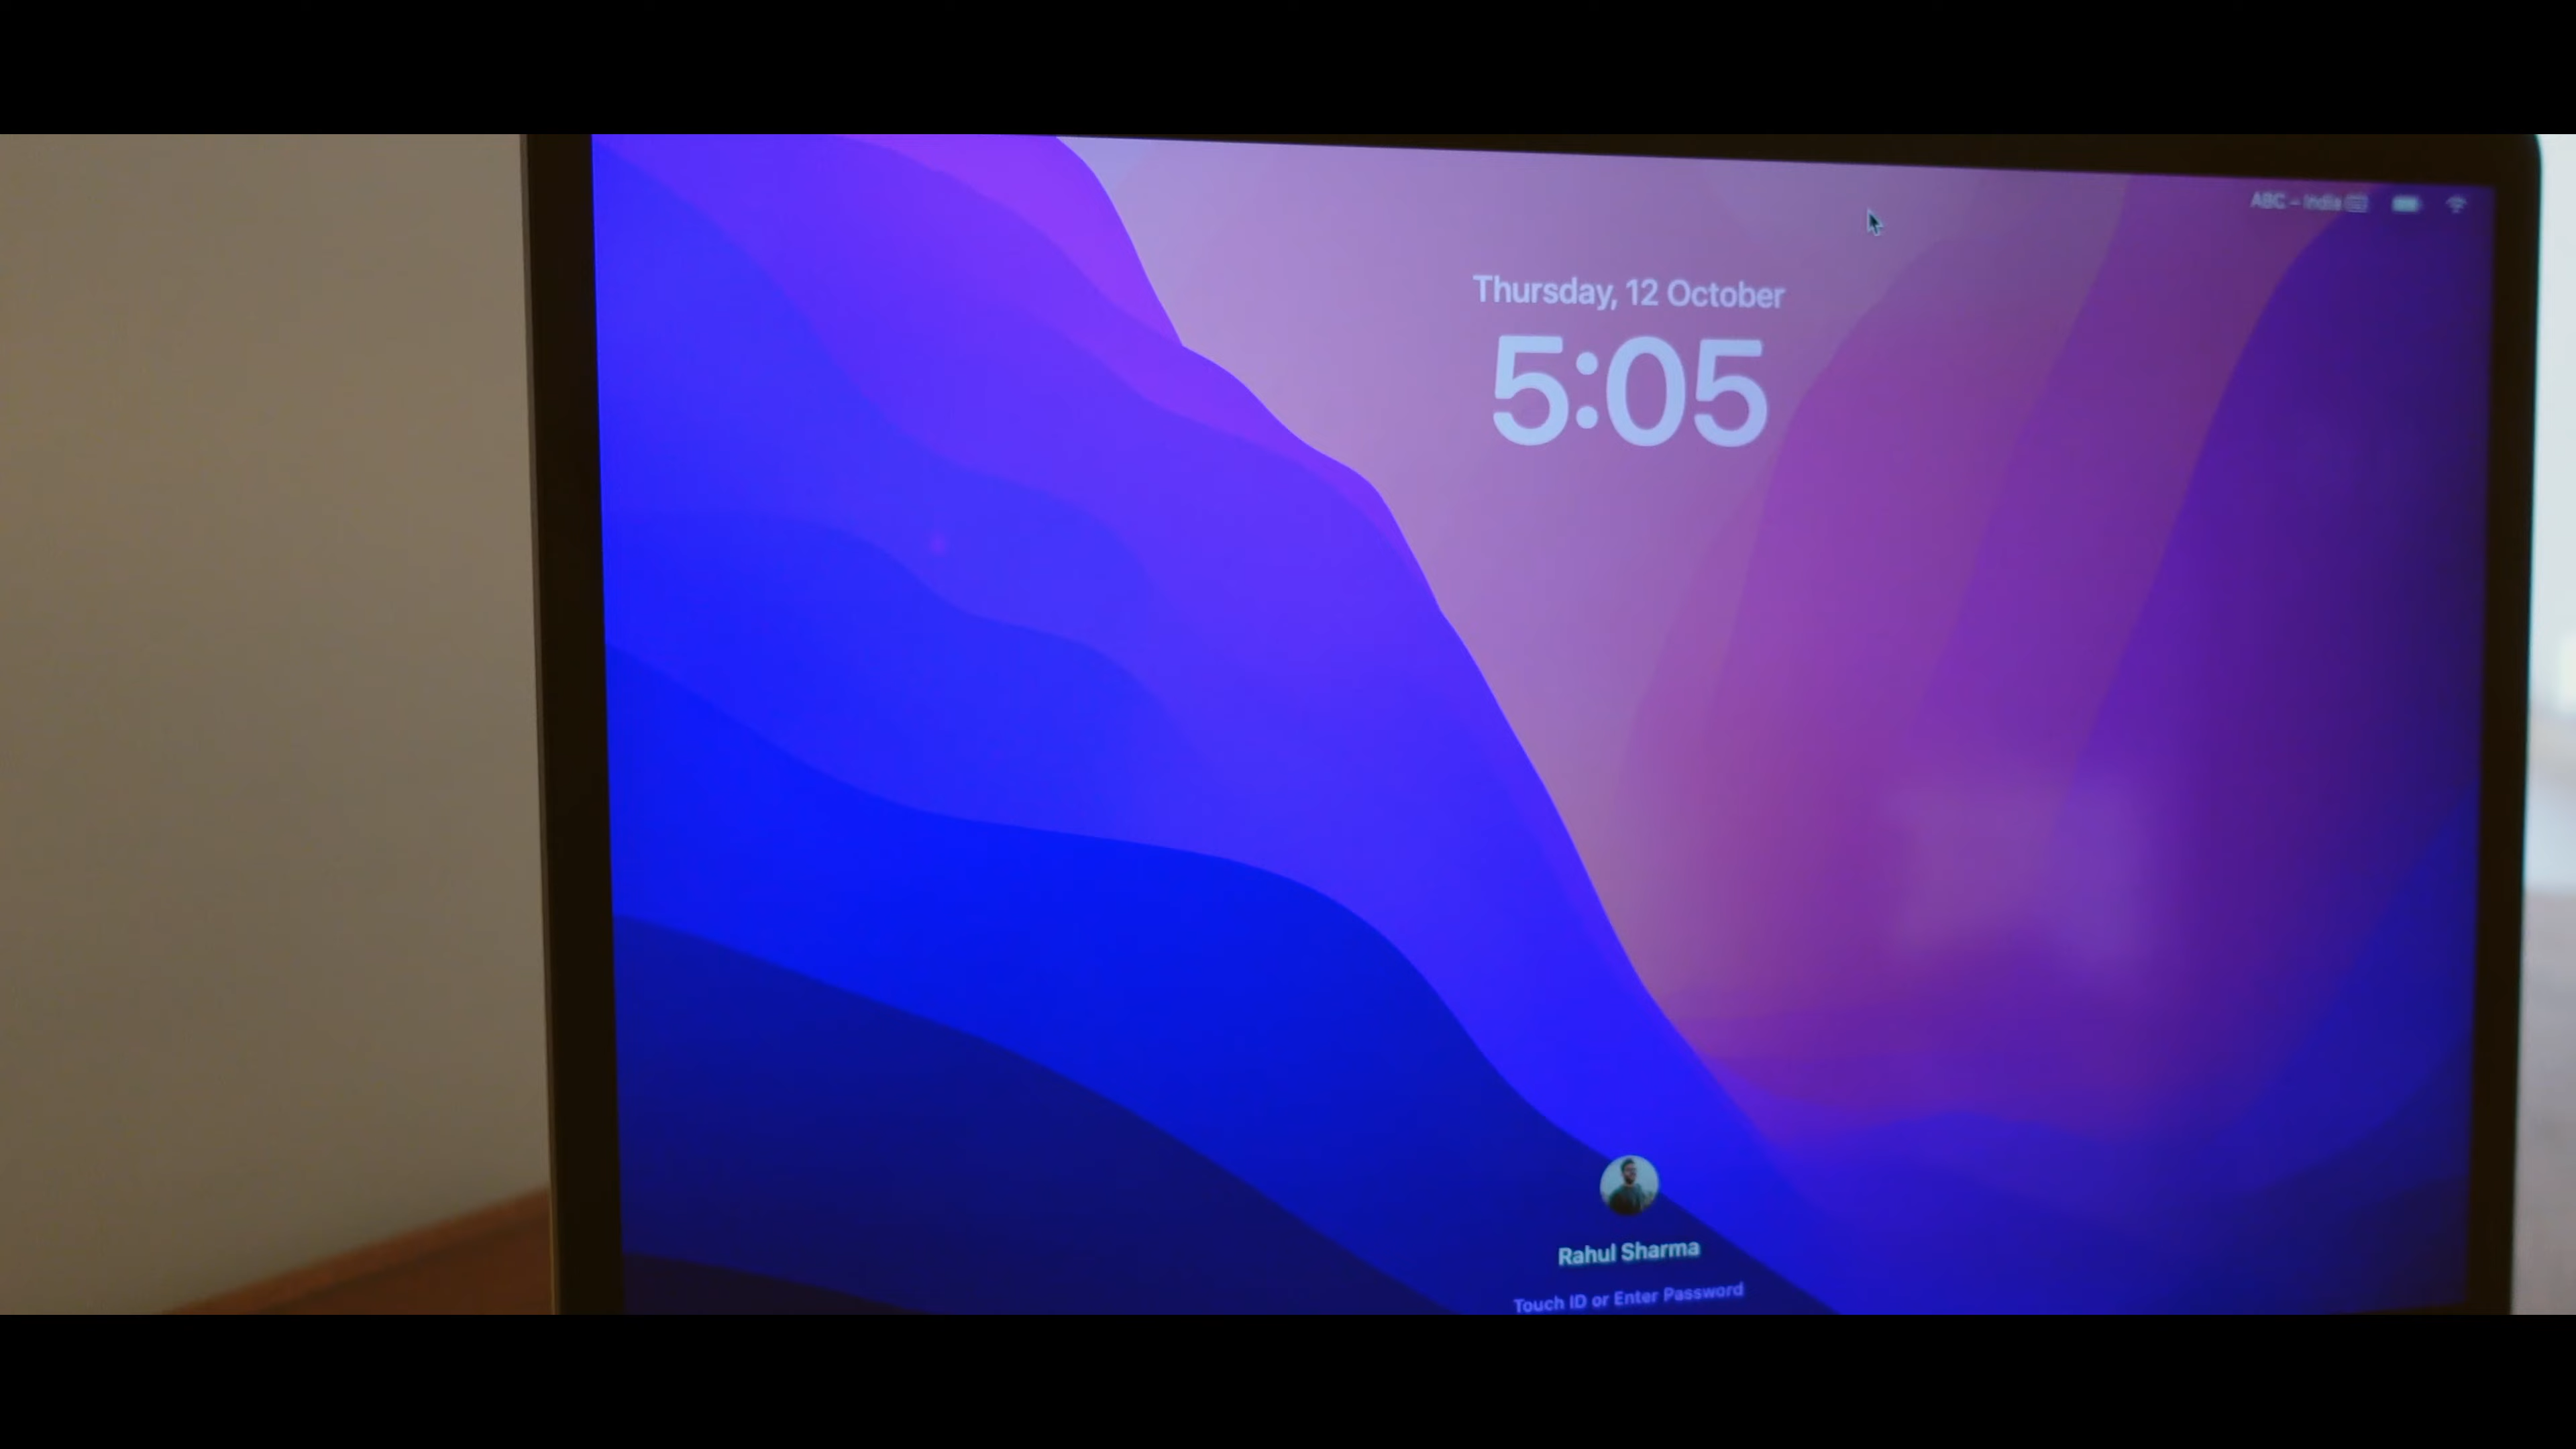 ABC – India
Thursday, 12 October
5:05
Rahul Sharma
Touch ID or Enter Password